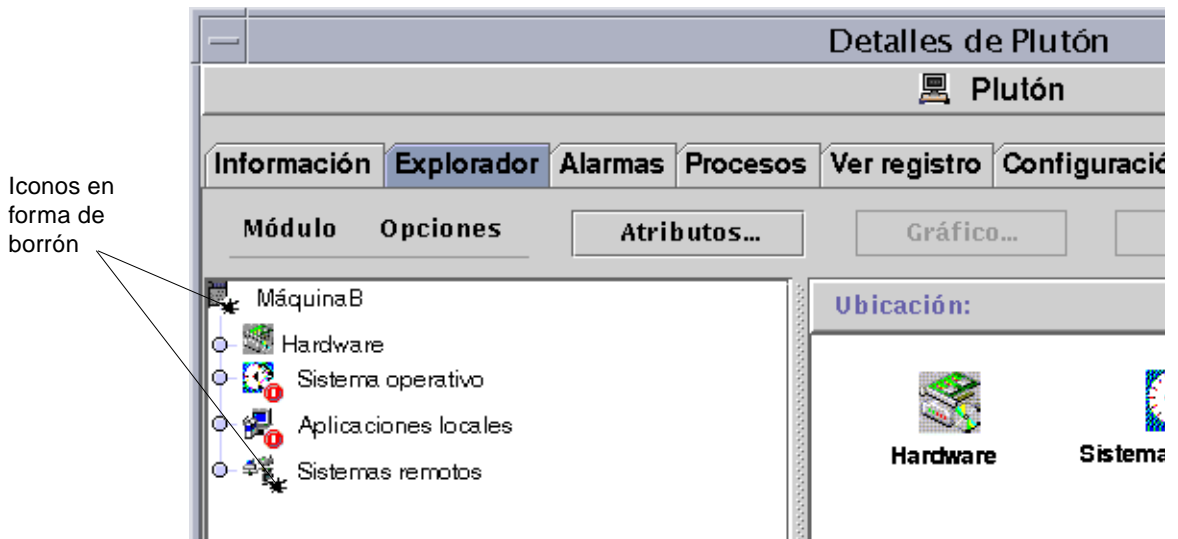 Detalles de Plutón
Plutón
Información Explorador Alarmas Procesos Ver registro Configuració
Iconos en
forma de
borrón
Módulo Opciones Atributos... Gráfico...
MáquinaB
Ubicación:
Hardware
Sistema operativo
Aplicaciones locales
Sistemas remotos
Hardware
Sistema